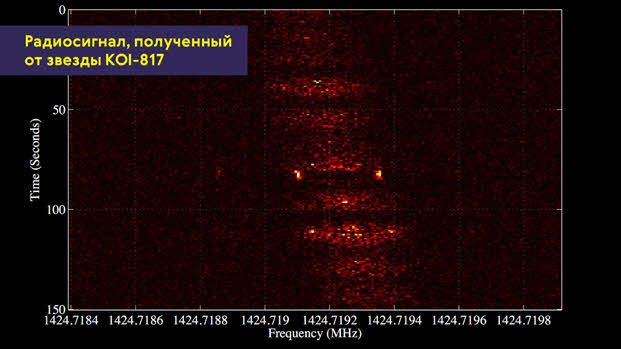 Радиосигнал, полученный
от звезды KOI-817
0
50
100
150
Time (Seconds)
1424.7184 1424.7186 1424.7188 1424.719 1424.7192 1424.7194 1424.7196 1424.7198
Frequency (MHz)